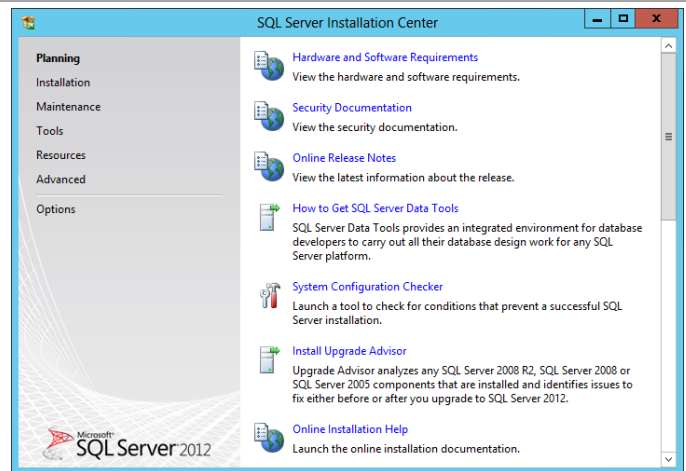 SQL Server Installation Center
x
Planning
Installation
Maintenance
Tools
Resources
Advanced
Options
Hardware and Software Requirements
View the hardware and software requirements.
Security Documentation
View the security documentation.
Online Release Notes
View the latest information about the release.
How to Get SQL Server Data Tools
SQL Server Data Tools provides an integrated environment for database
developers to carry out all their database design work for any SQL
Server platform.
System Configuration Checker
Launch a tool to check for conditions that prevent a successful SQL
Server installation.
Install Upgrade Advisor
Upgrade Advisor analyzes any SQL Server 2008 R2, SQL Server 2008 or
SQL Server 2005 components that are installed and identifies issues to
fix either before or after you upgrade to SQL Server 2012.
Online Installation Help
Launch the online installation documentation.
Microsoft
SQL Server 2012